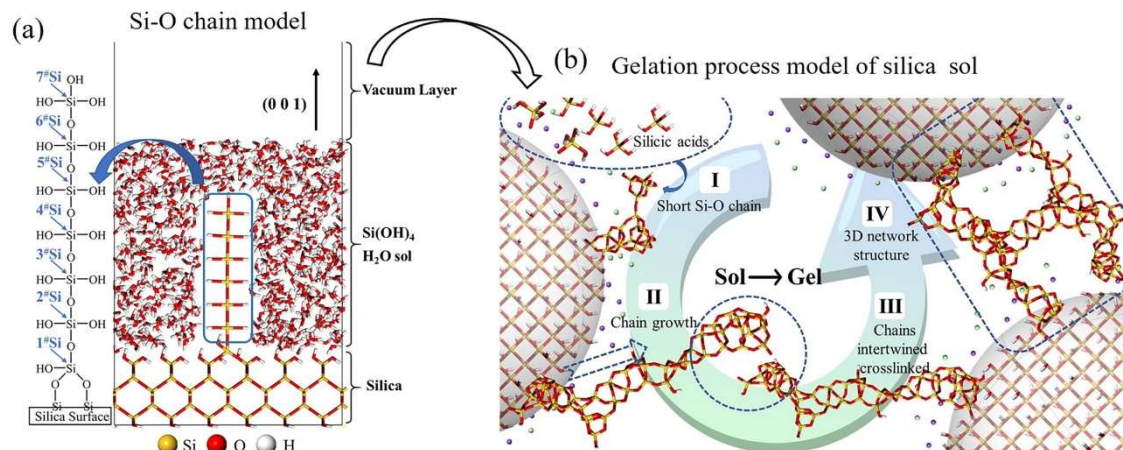 (a)
Si-O chain model
7#Si
OH
HO
Si
OH
O
6#Si
HO
Si
OH
O
5#Si
HO
Si
OH
O
4#Si
HO
Si
OH
O
3#Si
HO
Si
OH
O
2#Si
HO
Si
OH
O
1#Si
HO
Si
O
O
Si
Si
Silica Surface
(0 0 1)
Vacuum Layer
Si(OH)4
H2O sol
Silica
Si
O
H
(b)
Gelation process model of silica sol
Silicic acids
I
Short Si-O chain
II
Chain growth
Sol→Gel
III
Chains
intertwined
crosslinked
IV
3D network
structure